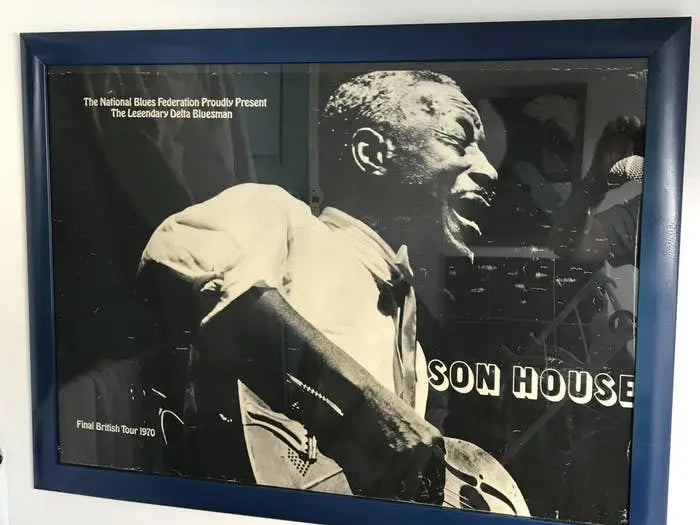 The National Blues Federation Proudly Present
The Legendary Delta Bluesman
SON HOUSE
Final British Tour 1970